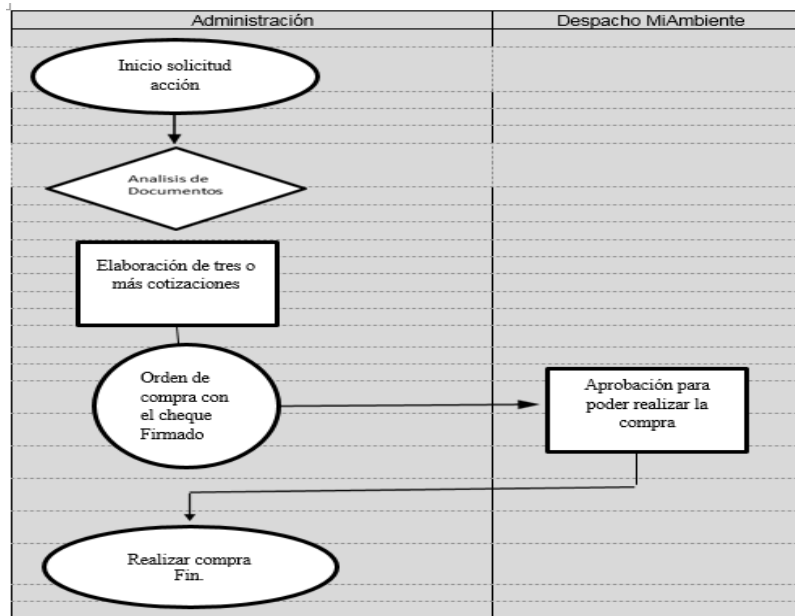 Administración
Despacho MiAmbiente
Inicio solicitud
acción
Analisis de
Documentos
Elaboración de tres o
más cotizaciones
Orden de
compra con
el cheque
Firmado
Aprobación para
poder realizar la
compra
Realizar compra
Fin.